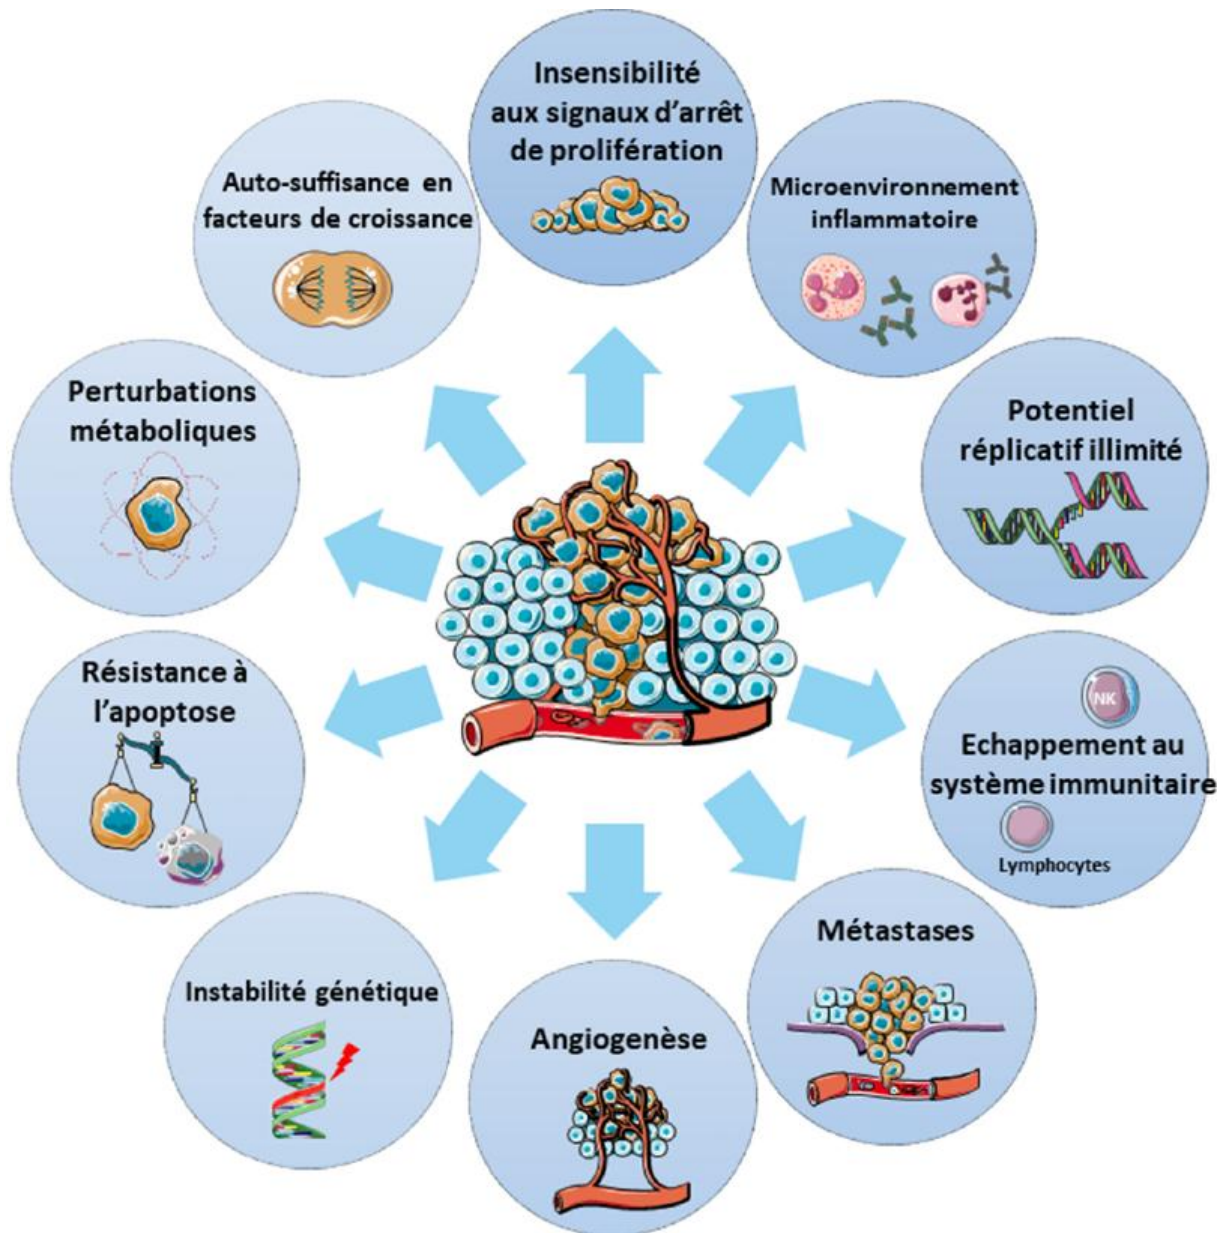 Insensibilité
aux signaux d'arrêt
de prolifération
Microenvironnement
inflammatoire
Potentiel
réplicatif illimité
NK
Echappement au
système immunitaire
Lymphocytes
Métastases
Angiogenèse
Instabilité génétique
Résistance à
l'apoptose
Perturbations
métaboliques
Auto-suffisance en
facteurs de croissance